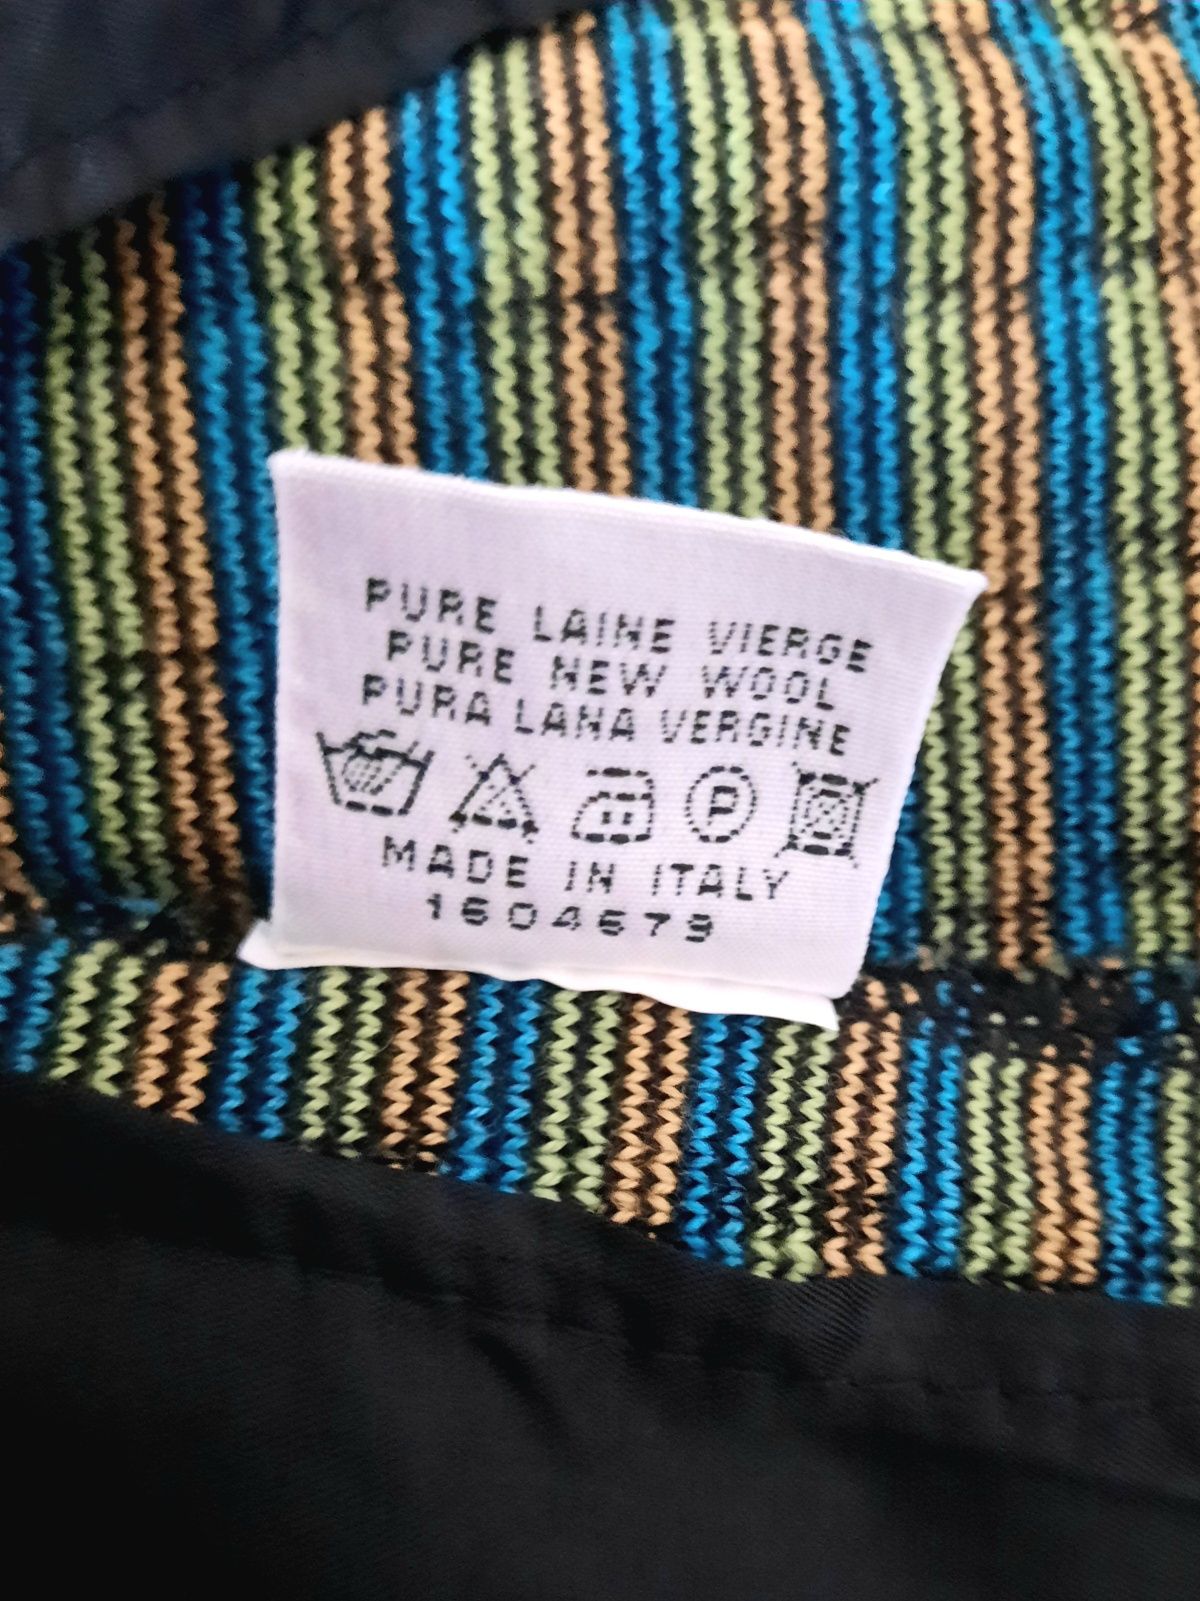 PURE LAINE VIERGE
PURE NEW WOOL
PURA LANA VERGINE
P
MADE IN ITALY
1604679